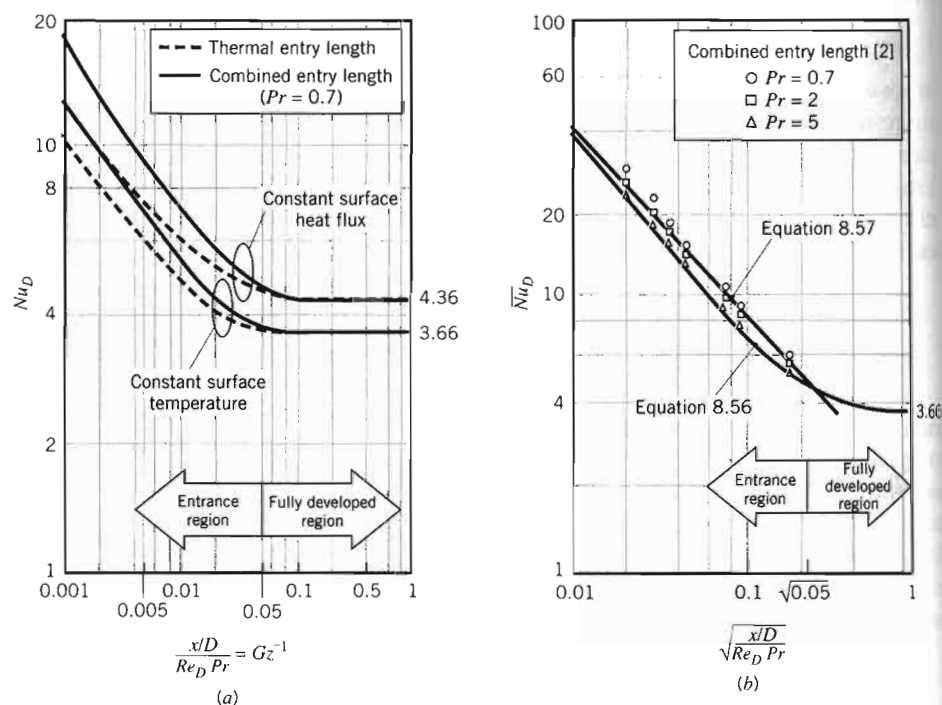 20
10
8
4
2
1
Nu_D
Thermal entry length
Combined entry length
(Pr = 0.7)
Constant surface
heat flux
Constant surface
temperature
4.36
3.66
Entrance
region
Fully developed
region
0.001
0.005
0.01
0.05
0.1
0.5
1
x/D
Re_D Pr
= Gz⁻¹
(a)
100
60
40
20
10
4
2
1
N̅u̅_D
Combined entry length [2]
Pr = 0.7
Pr = 2
Pr = 5
Equation 8.57
Equation 8.56
3.66
Entrance
region
Fully
developed
region
0.01
0.1
√0.05
1
√
x/D
Re_D Pr
(b)